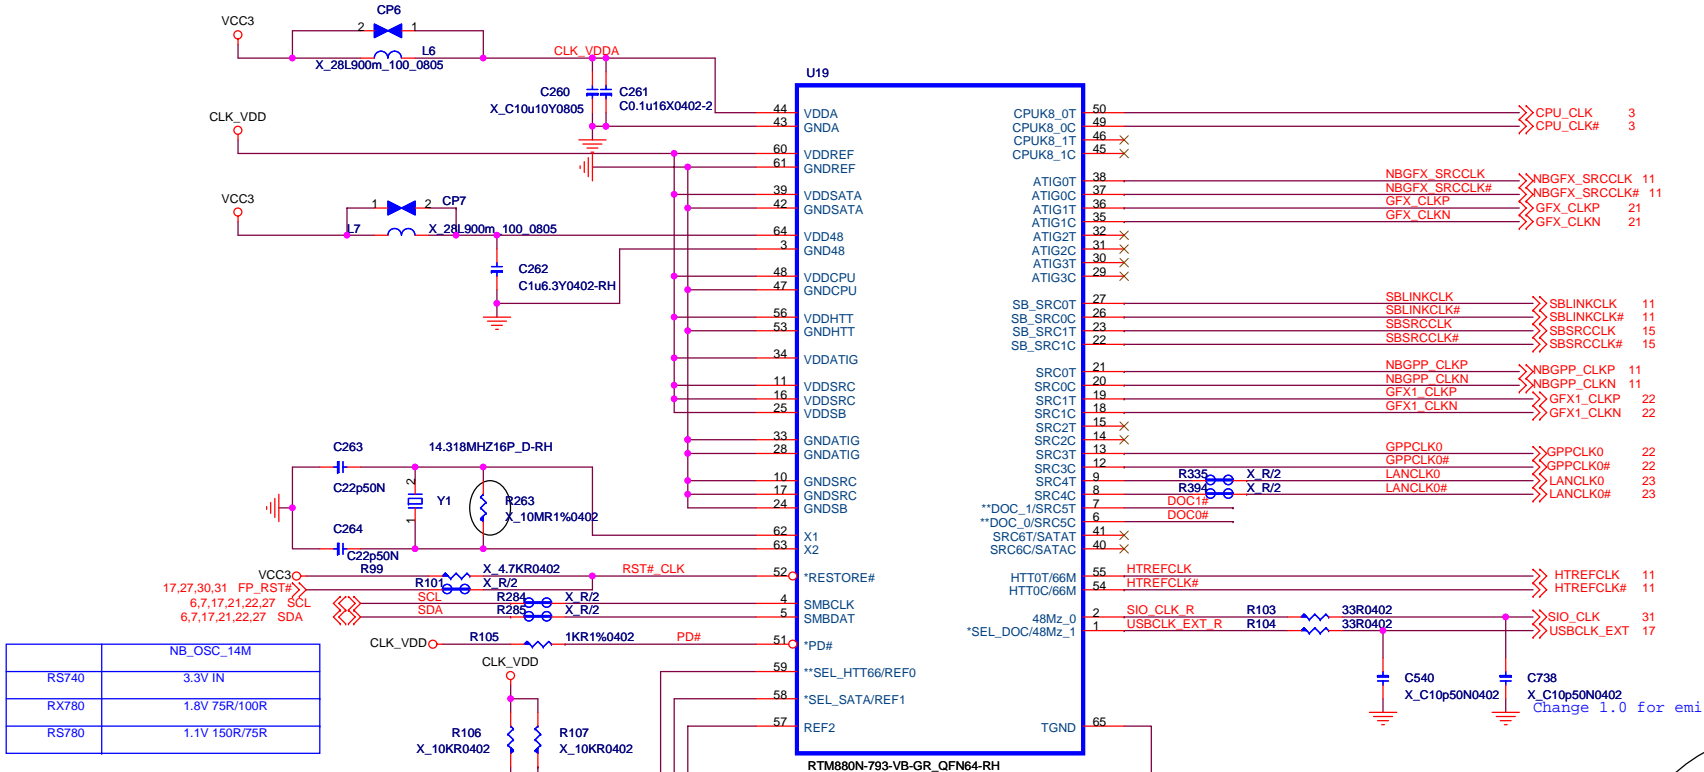 CP6
VCC3
2 1
L6
CLK_VDDA
X_28L900m_100_0805
U19
C260
X_C10u10Y0805
C261
C0.1u16X0402-2
CLK_VDD
VCC3
1 CP7 2
L7 X_28L900m_100_0805
C262
C1u6.3Y0402-RH
44 VDDA
43 GNDA
60 VDDREF
61 GNDREF
39 VDDSATA
42 GNDSATA
64 VDD48
3 GND48
48 VDDCPU
47 GNDCPU
56 VDDHTT
53 GNDHTT
34 VDDATIG
11 VDDSRC
16 VDDSRC
25 VDDSB
33 GNDATIG
28 GNDATIG
10 GNDSRC
17 GNDSRC
24 GNDSB
62 X1
63 X2
52 *RESTORE#
4 SMBCLK
5 SMBDAT
51 *PD#
59 **SEL_HTT66/REF0
58 *SEL_SATA/REF1
57 REF2
CPUK8_0T 50 CPU_CLK 3
CPUK8_0C 49 CPU_CLK# 3
CPUK8_1T 46
CPUK8_1C 45
ATIG0T 38 NBGFX_SRCCLK NBGFX_SRCCLK 11
ATIG0C 37 NBGFX_SRCCLK# NBGFX_SRCCLK# 11
ATIG1T 36 GFX_CLKP GFX_CLKP 21
ATIG1C 35 GFX_CLKN GFX_CLKN 21
ATIG2T 32
ATIG2C 31
ATIG3T 30
ATIG3C 29
SB_SRC0T 27 SBLINKCLK SBLINKCLK 11
SB_SRC0C 26 SBLINKCLK# SBLINKCLK# 11
SB_SRC1T 23 SBSRCCLK SBSRCCLK 15
SB_SRC1C 22 SBSRCCLK# SBSRCCLK# 15
SRC0T 21 NBGPP_CLKP NBGPP_CLKP 11
SRC0C 20 NBGPP_CLKN NBGPP_CLKN 11
SRC1T 19 GFX1_CLKP GFX1_CLKP 22
SRC1C 18 GFX1_CLKN GFX1_CLKN 22
SRC2T 15
SRC2C 14
SRC3T 13 GPPCLK0 GPPCLK0 22
SRC3C 12 GPPCLK0# GPPCLK0# 22
SRC4T 9 R335 X_R/2 LANCLK0 LANCLK0 23
SRC4C 8 R394 X_R/2 LANCLK0# LANCLK0# 23
**DOC_1/SRC5T 7 DOC1#
**DOC_0/SRC5C 6 DOC0#
SRC6T/SATAT 41
SRC6C/SATAC 40
HTT0T/66M 55 HTREFCLK HTREFCLK 11
HTT0C/66M 54 HTREFCLK# HTREFCLK# 11
48Mz_0 2 SIO_CLK_R R103 33R0402 SIO_CLK 31
*SEL_DOC/48Mz_1 1 USBCLK_EXT_R R104 33R0402 USBCLK_EXT 17
TGND 65
C540
X_C10p50N0402
C738
X_C10p50N0402
Change 1.0 for emi
C263
C22p50N
14.318MHZ16P_D-RH
2
Y1
1
R263
X_10MR1%0402
C264
C22p50N
R99
VCC3 X_4.7KR0402 RST#_CLK
17,27,30,31 FP_RST# R101 X_R/2
6,7,17,21,22,27 SCL SCL R284 X_R/2
6,7,17,21,22,27 SDA SDA R285 X_R/2
CLK_VDD R105 1KR1%0402 PD#
CLK_VDD
R106
X_10KR0402
R107
X_10KR0402
NB_OSC_14M
RS740 3.3V IN
RX780 1.8V 75R/100R
RS780 1.1V 150R/75R
RTM880N-793-VB-GR_QFN64-RH